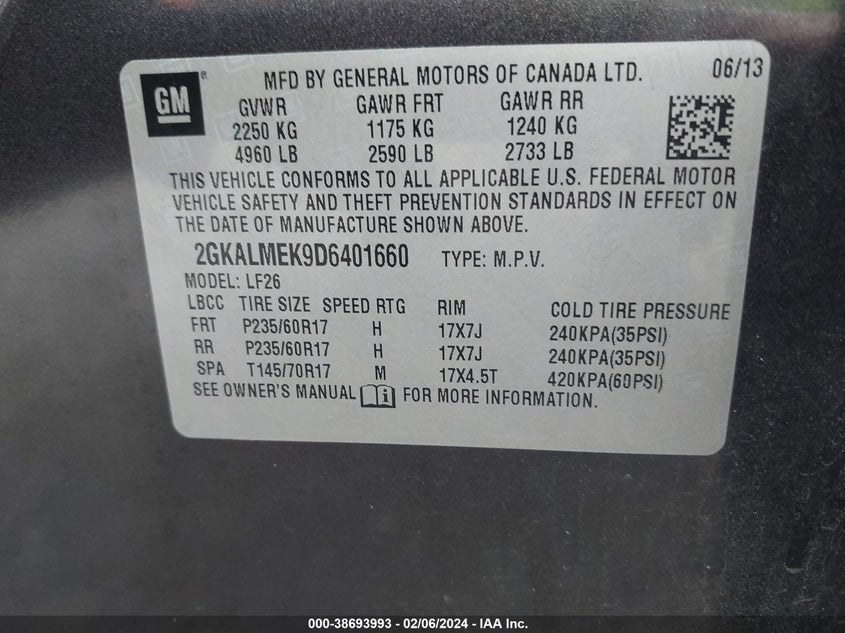 GM ® MFD BY GENERAL MOTORS OF CANADA LTD. 06/13
GVWR GAWR FRT GAWR RR
2250 KG 1175 KG 1240 KG
4960 LB 2590 LB 2733 LB
THIS VEHICLE CONFORMS TO ALL APPLICABLE U.S. FEDERAL MOTOR
VEHICLE SAFETY AND THEFT PREVENTION STANDARDS IN EFFECT ON
THE DATE OF MANUFACTURE SHOWN ABOVE.
2GKALMEK9D6401660 TYPE: M.P.V.
MODEL: LF26
LBCC TIRE SIZE SPEED RTG RIM COLD TIRE PRESSURE
FRT P235/60R17 H 17X7J 240KPA(35PSI)
RR P235/60R17 H 17X7J 240KPA(35PSI)
SPA T145/70R17 M 17X4.5T 420KPA(60PSI)
SEE OWNER'S MANUAL i FOR MORE INFORMATION.
000-38693993 - 02/06/2024 - IAA Inc.